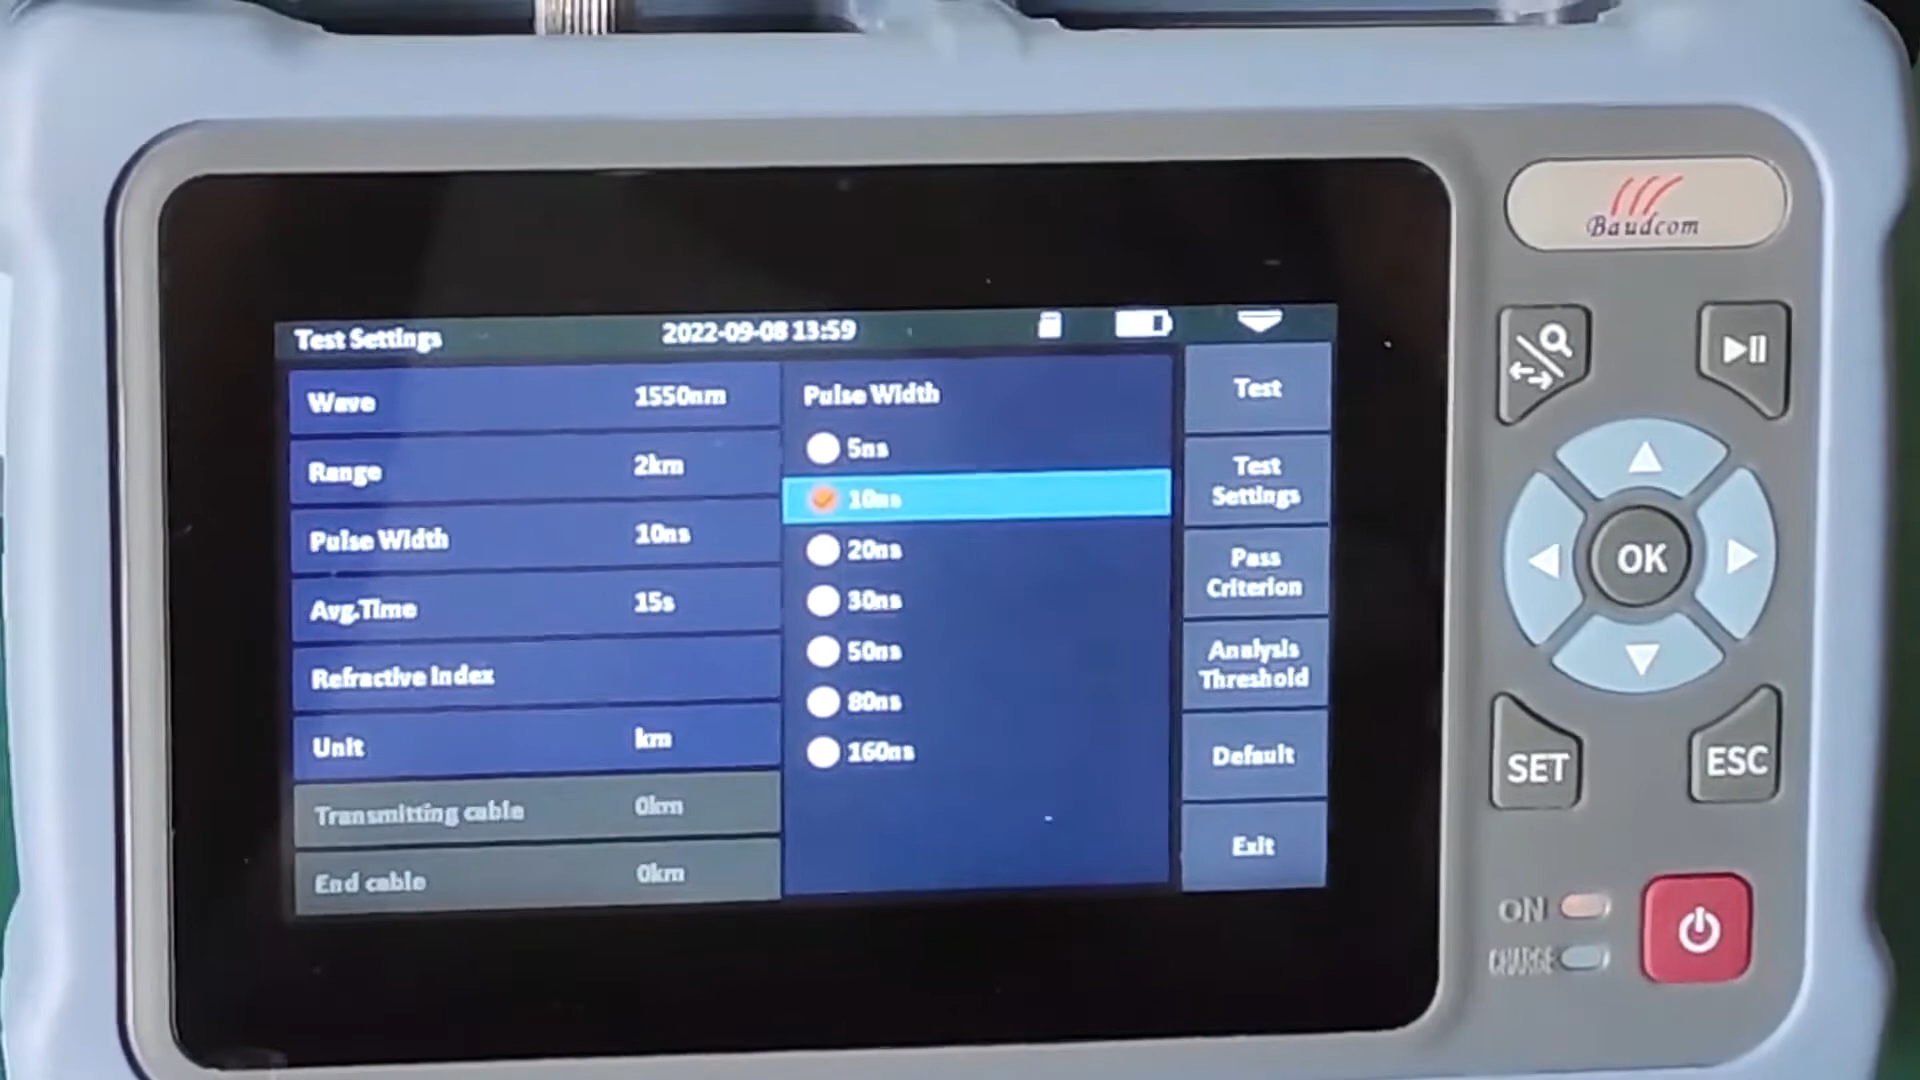 Baudcom
Test Settings 2022-09-08 13:59
Wave 1550nm
Range 2km
Pulse Width 10ns
Avg.Time 15s
Refractive Index
Unit km
Transmitting cable 0km
End cable 0km
Pulse Width
5ns
10ns
20ns
30ns
50ns
80ns
160ns
Test
Test
Settings
Pass
Criterion
Analysis
Threshold
Default
Exit
OK
SET
ESC
ON
CHARGE